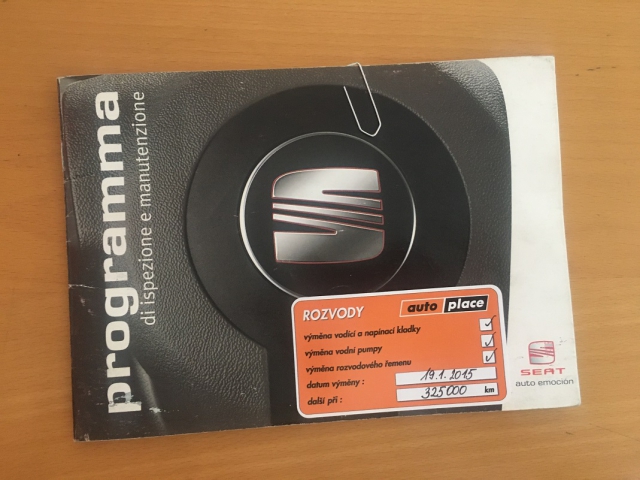 programma
di ispezione e manutenzione
ROZVODY
auto place
výměna vodící a napínací kladky
výměna vodní pumpy
výměna rozvodového řemenu
datum výměny : 19.1.2015
další při : 325000 km
SEAT
auto emoción